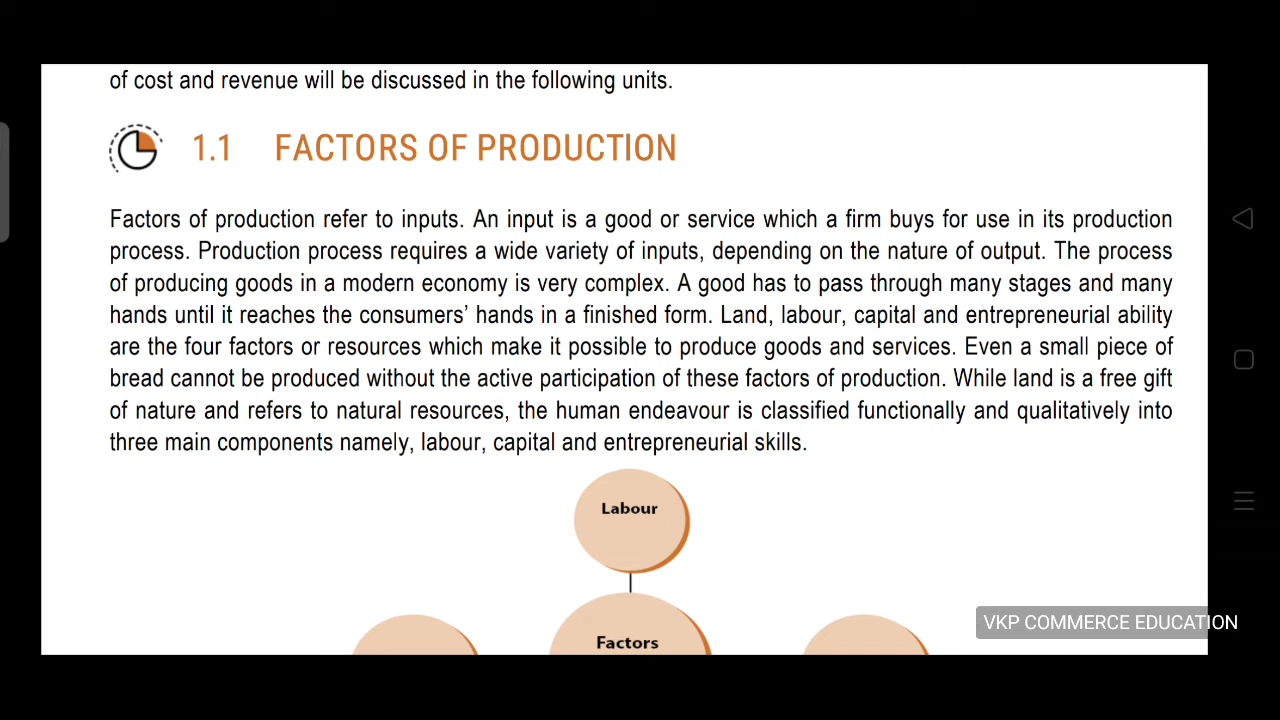 of cost and revenue will be discussed in the following units.
1.1 FACTORS OF PRODUCTION
Factors of production refer to inputs. An input is a good or service which a firm buys for use in its production
process. Production process requires a wide variety of inputs, depending on the nature of output. The process
of producing goods in a modern economy is very complex. A good has to pass through many stages and many
hands until it reaches the consumers’ hands in a finished form. Land, labour, capital and entrepreneurial ability
are the four factors or resources which make it possible to produce goods and services. Even a small piece of
bread cannot be produced without the active participation of these factors of production. While land is a free gift
of nature and refers to natural resources, the human endeavour is classified functionally and qualitatively into
three main components namely, labour, capital and entrepreneurial skills.
Labour
VKP COMMERCE EDUCATION
Factors